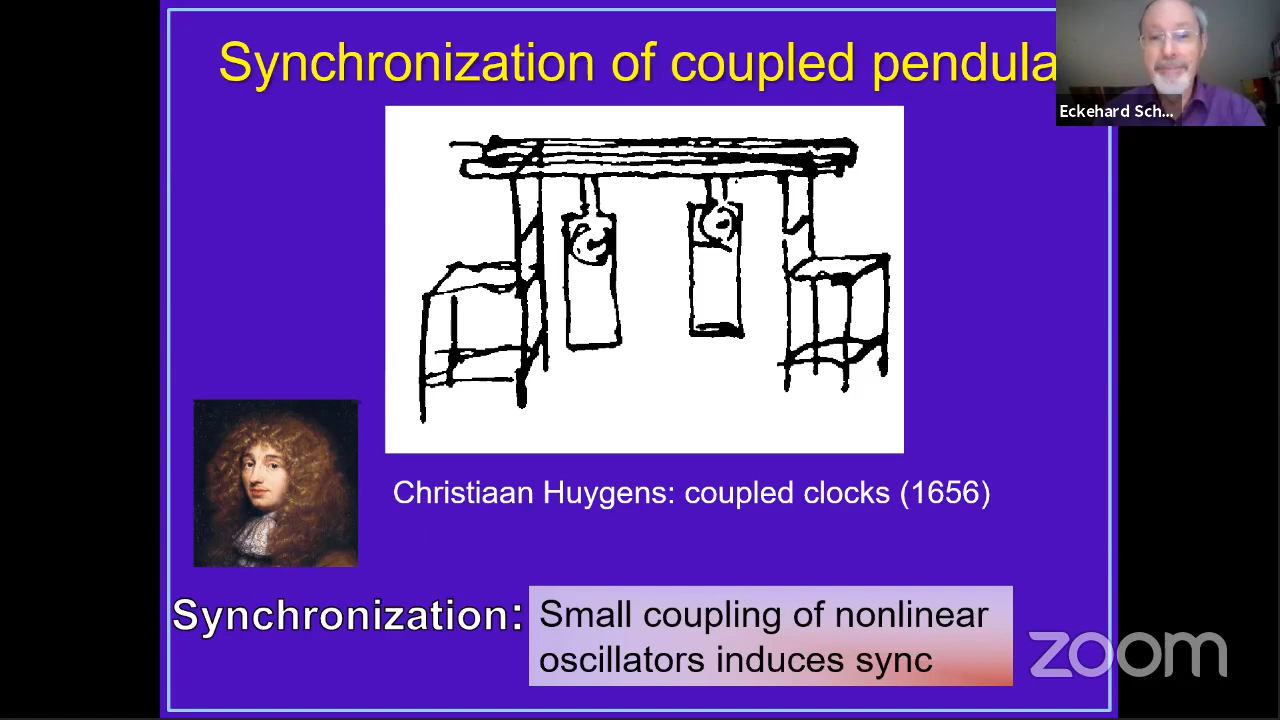 Synchronization of coupled pendula
Eckehard Sch...
Christiaan Huygens: coupled clocks (1656)
Synchronization:
Small coupling of nonlinear
oscillators induces sync
zoom